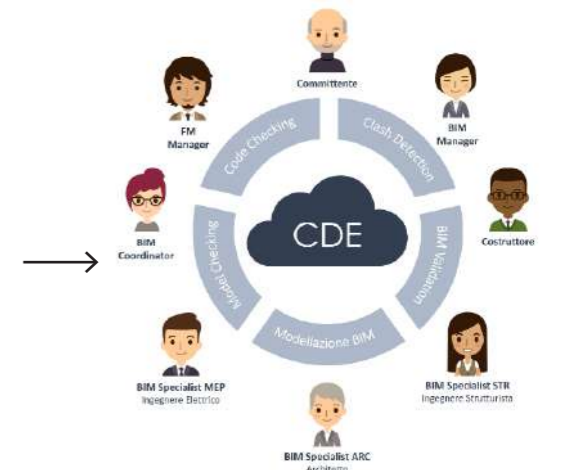 Committente
FM
Manager
BIM
Manager
Code Checking
Clash Detection
BIM
Coordinator
CDE
Costruttore
Model Checking
BIM Validation
Modellazione BIM
BIM Specialist MEP
Ingegnere Elettrico
BIM Specialist STR
Ingegnere Strutturista
BIM Specialist ARC
Architetto